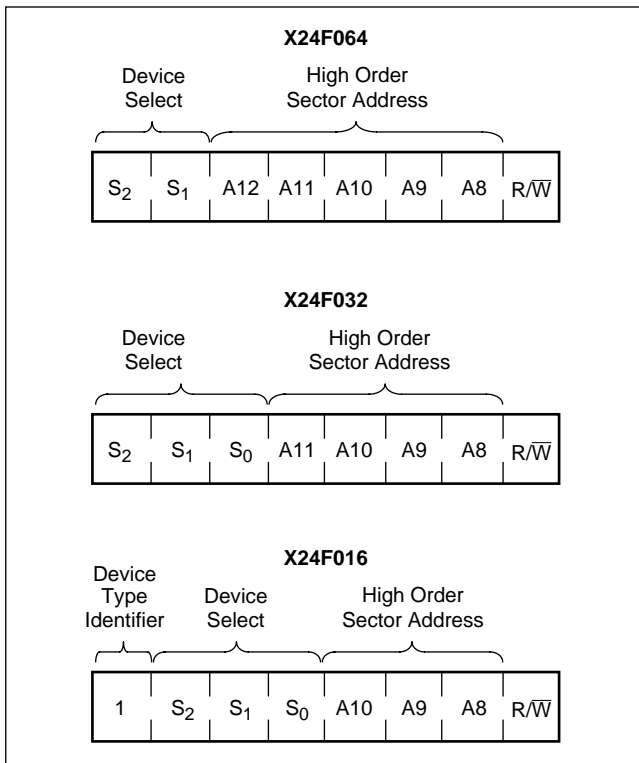 X24F064
Device Select
High Order Sector Address
S2 S1 A12 A11 A10 A9 A8 R/W̅
X24F032
Device Select
High Order Sector Address
S2 S1 S0 A11 A10 A9 A8 R/W̅
X24F016
Device Type Identifier
Device Select
High Order Sector Address
1 S2 S1 S0 A10 A9 A8 R/W̅